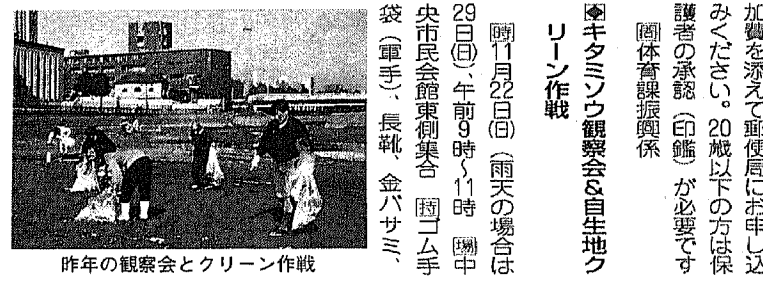 加費を添えて郵便局にお申し込
みください。20歳以下の方は保
護者の承認（印鑑）が必要です
問体育課振興係
◈キタミソウ観察会&自生地ク
リーン作戦
時11月22日(日)（雨天の場合は
29日(日)）、午前9時〜11時　場中
央市民会館東側集合　持ゴム手
袋（軍手）、長靴、金バサミ、
昨年の観察会とクリーン作戦